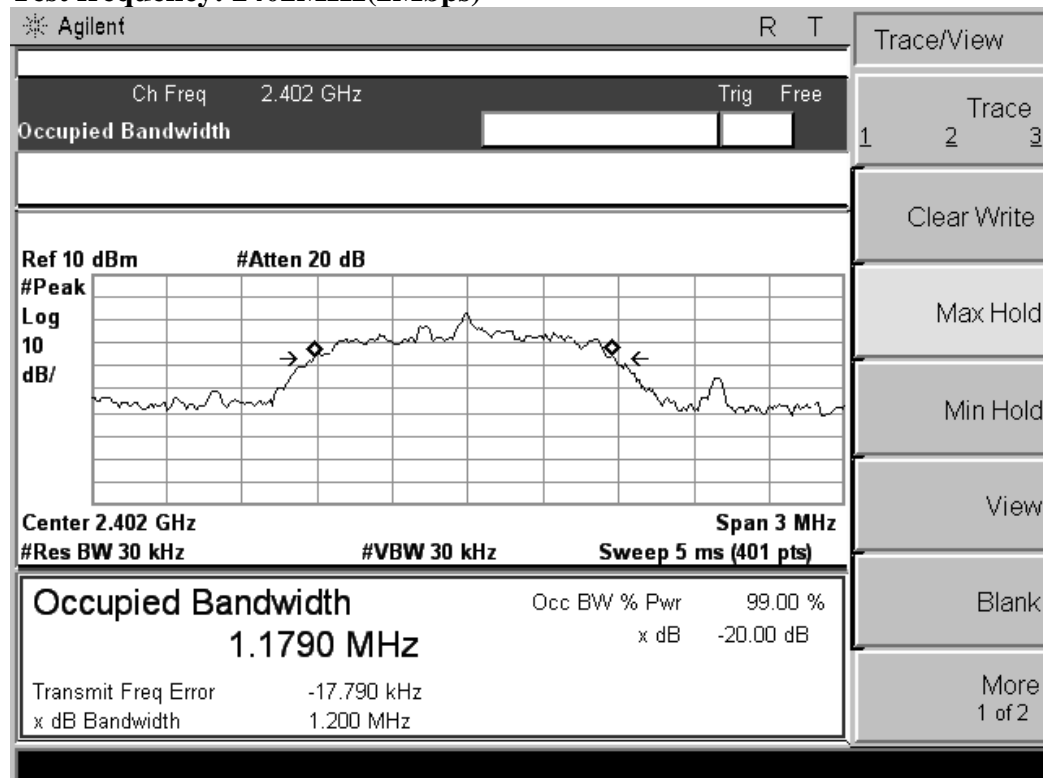 Test frequency: 2402MHz(2Mbps)
Agilent R T
Trace/View
Ch Freq 2.402 GHz Trig Free
Occupied Bandwidth
Trace
1 2 3
Clear Write
Max Hold
Min Hold
View
Blank
More
1 of 2
Ref 10 dBm #Atten 20 dB
#Peak
Log
10
dB/
Center 2.402 GHz Span 3 MHz
#Res BW 30 kHz #VBW 30 kHz Sweep 5 ms (401 pts)
Occupied Bandwidth Occ BW % Pwr 99.00 %
1.1790 MHz x dB -20.00 dB
Transmit Freq Error -17.790 kHz
x dB Bandwidth 1.200 MHz